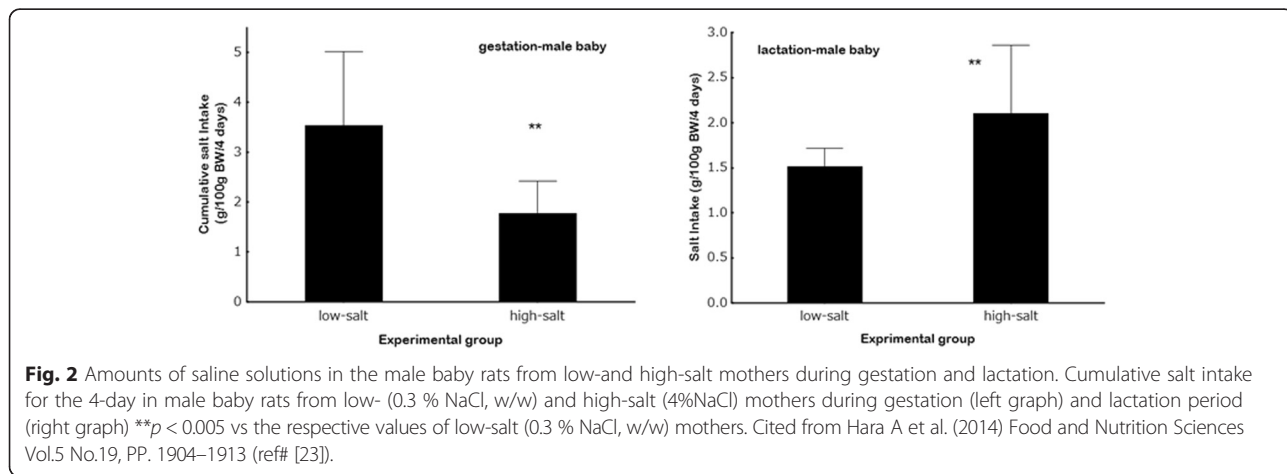 gestation-male baby
Cumulative salt Intake
(g/100g BW/4 days)
5
4
3
2
1
0
**
low-salt high-salt
Experimental group
lactation-male baby
Salt Intake (g/100g BW/4 days)
3.0
2.5
2.0
1.5
1.0
0.5
0.0
**
low-salt high-salt
Exprimental group
Fig. 2 Amounts of saline solutions in the male baby rats from low-and high-salt mothers during gestation and lactation. Cumulative salt intake
for the 4-day in male baby rats from low- (0.3 % NaCl, w/w) and high-salt (4%NaCl) mothers during gestation (left graph) and lactation period
(right graph) **p < 0.005 vs the respective values of low-salt (0.3 % NaCl, w/w) mothers. Cited from Hara A et al. (2014) Food and Nutrition Sciences
Vol.5 No.19, PP. 1904–1913 (ref# [23]).